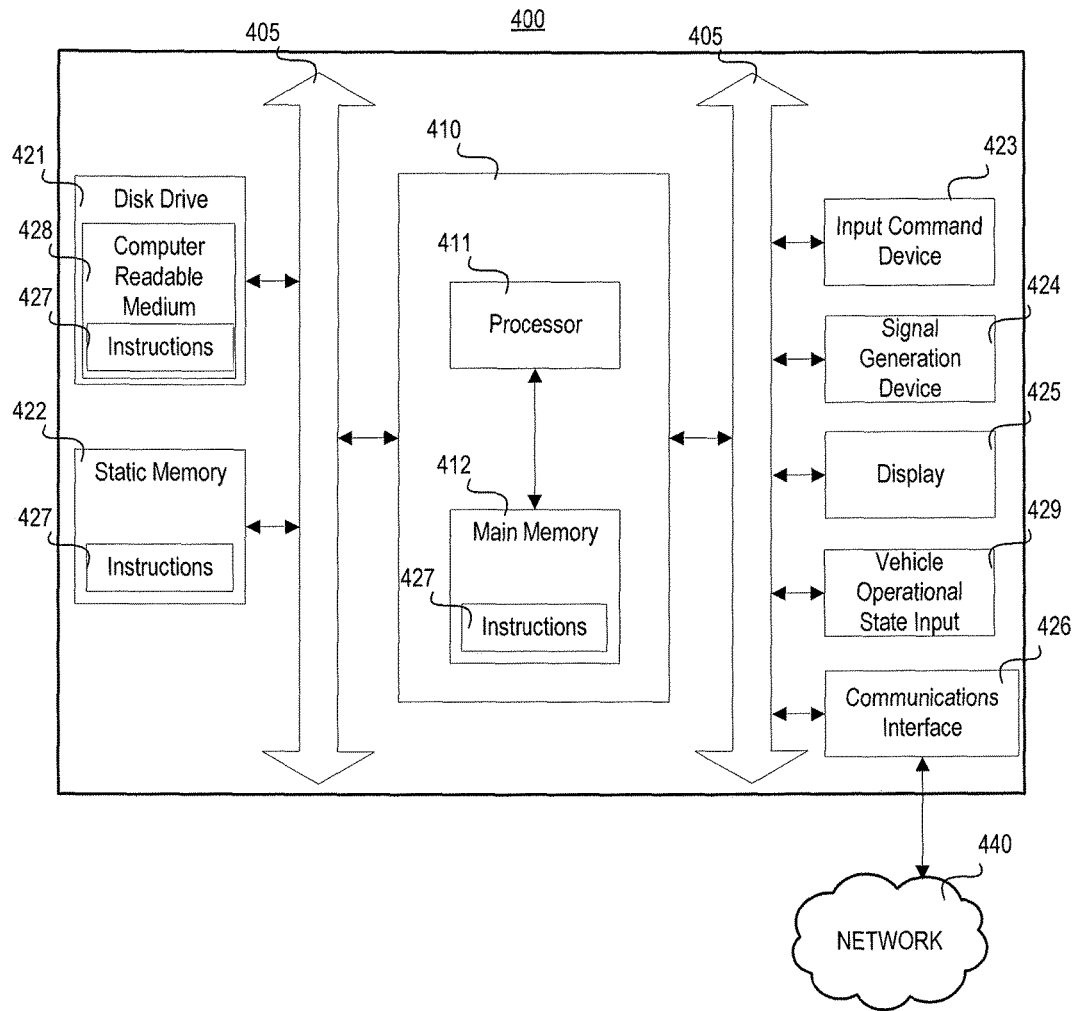 400
405
405
410
423
421
Disk Drive
428
Computer
Readable
Medium
427
Instructions
Input Command
Device
411
Processor
424
Signal
Generation
Device
425
422
Static Memory
427
Instructions
Display
412
Main Memory
427
Instructions
429
Vehicle
Operational
State Input
426
Communications
Interface
440
NETWORK